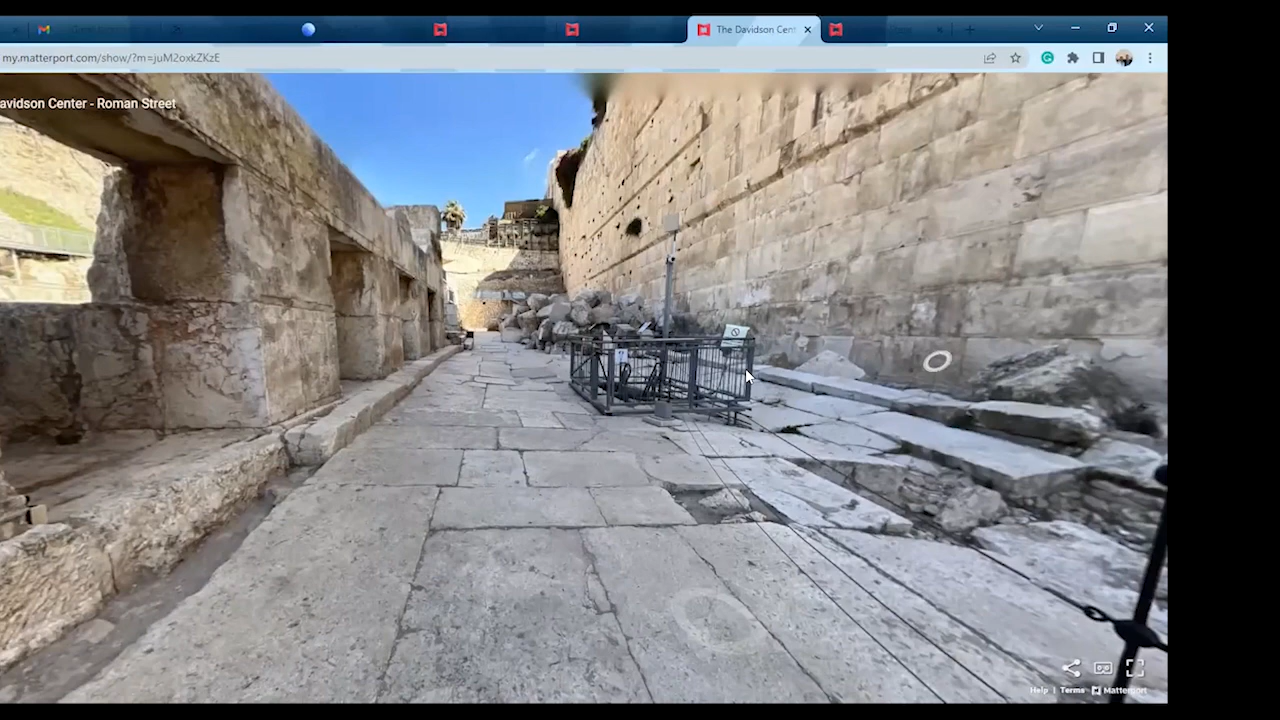 The Davidson Cent
my.matterport.com/show/?m=juM2oxkZKzE
avidson Center - Roman Street
Help | Terms Matterport